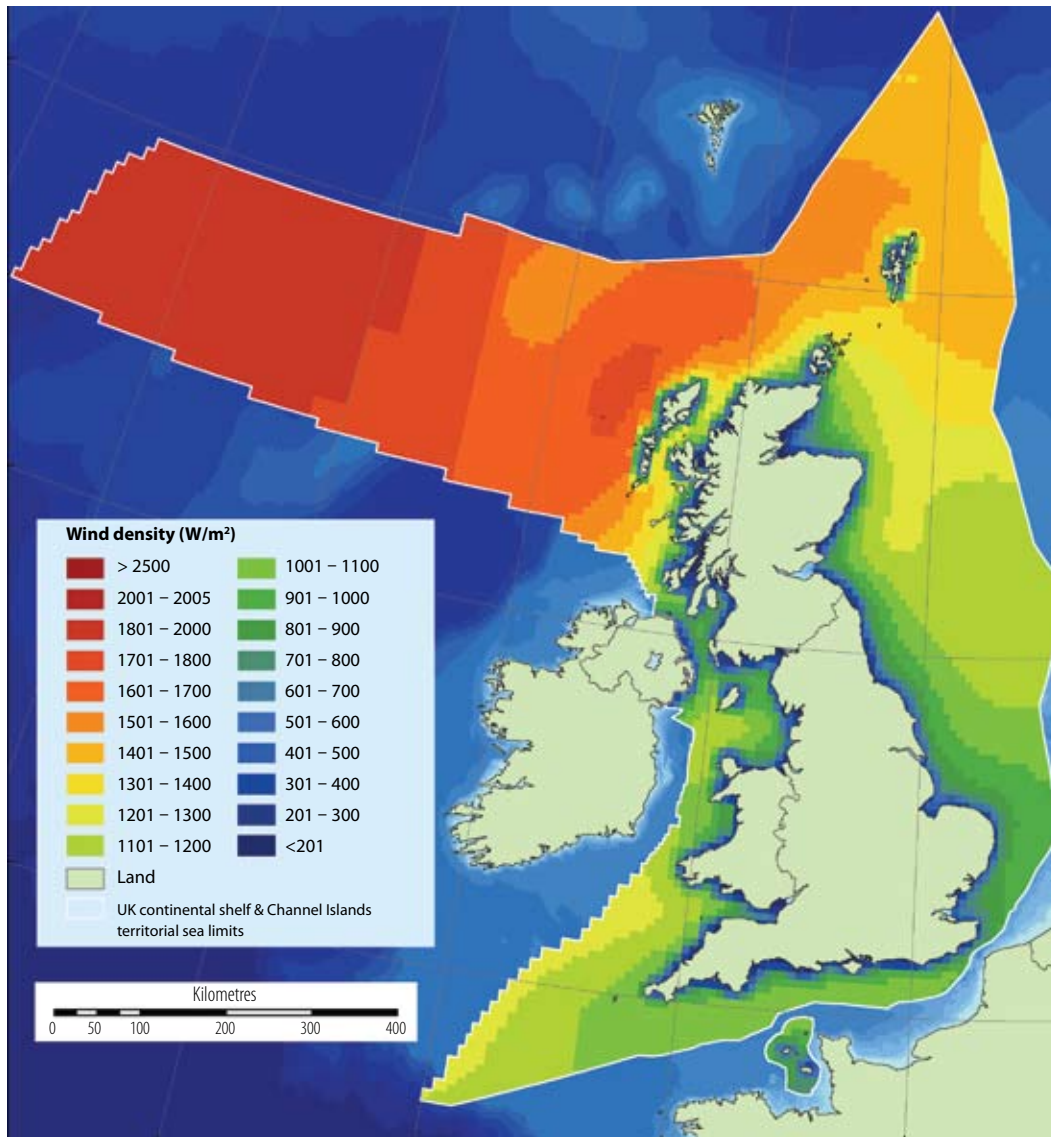 Wind density (W/m²)
> 2500
2001 – 2005
1801 – 2000
1701 – 1800
1601 – 1700
1501 – 1600
1401 – 1500
1301 – 1400
1201 – 1300
1101 – 1200
Land
UK continental shelf & Channel Islands
territorial sea limits
1001 – 1100
901 – 1000
801 – 900
701 – 800
601 – 700
501 – 600
401 – 500
301 – 400
201 – 300
<201
Kilometres
0 50 100 200 300 400